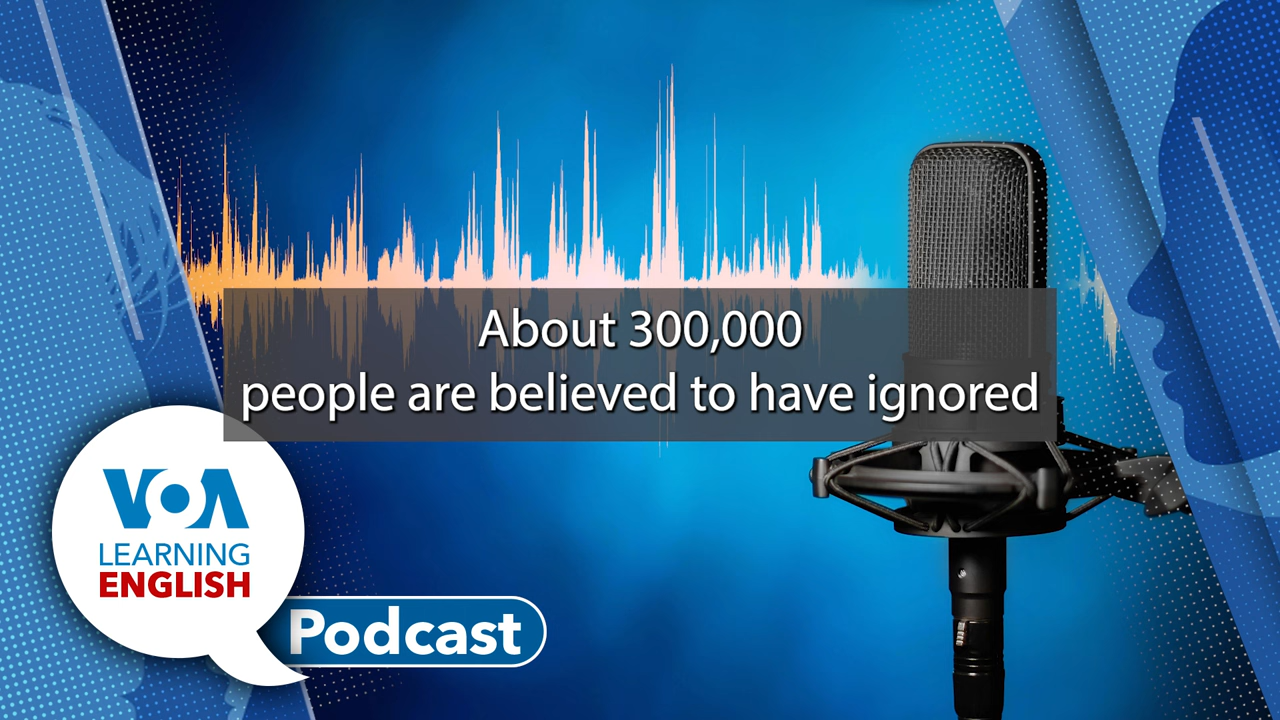 About 300,000
people are believed to have ignored
VOA
LEARNING
ENGLISH
Podcast